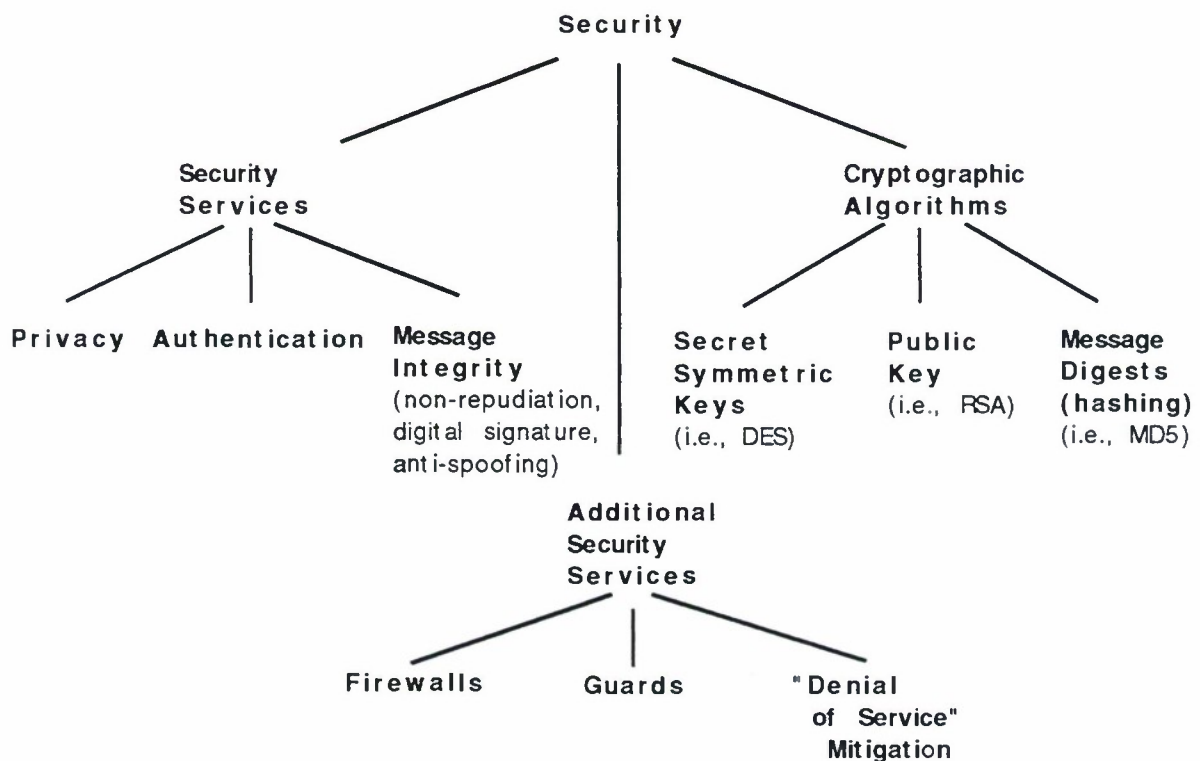 Security
Security
Services
Cryptographic
Algorithms
Privacy
Authentication
Message
Integrity
(non-repudiation,
digital signature,
anti-spoofing)
Secret
Symmetric
Keys
(i.e., DES)
Public
Key
(i.e., RSA)
Message
Digests
(hashing)
(i.e., MD5)
Additional
Security
Services
Firewalls
Guards
"Denial
of Service"
Mitigation